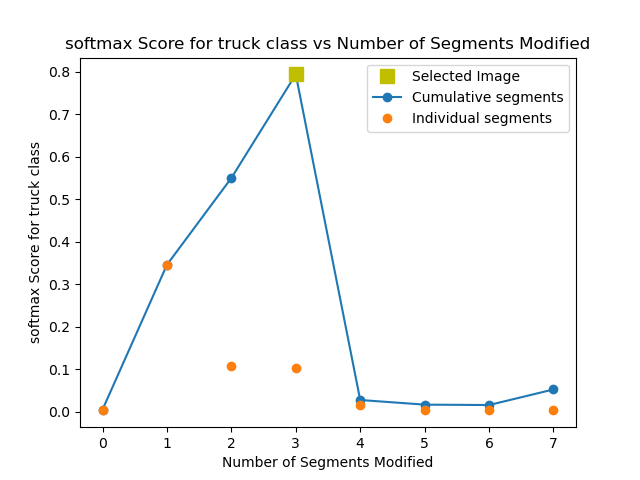 softmax Score for truck class vs Number of Segments Modified
Selected Image
Cumulative segments
Individual segments
softmax Score for truck class
0.8
0.7
0.6
0.5
0.4
0.3
0.2
0.1
0.0
0 1 2 3 4 5 6 7
Number of Segments Modified